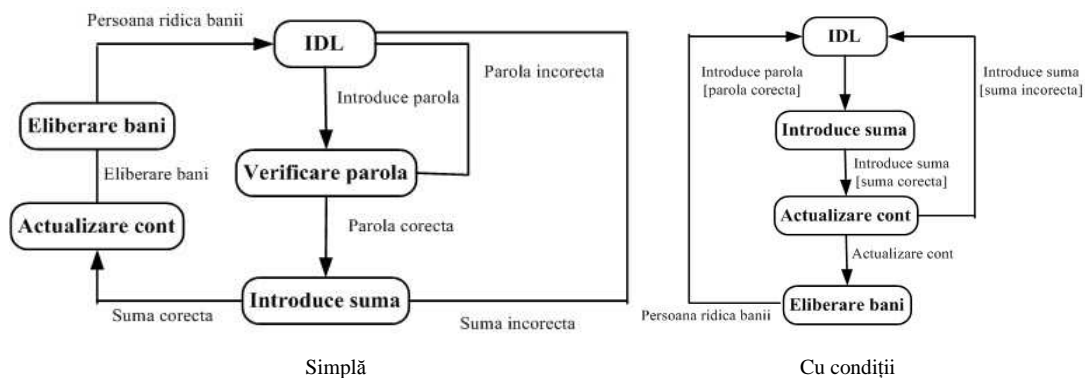 Persoana ridica banii
IDL
Parola incorecta
Introduce parola
Eliberare bani
Verificare parola
Eliberare bani
Actualizare cont
Parola corecta
Introduce suma
Suma corecta
Suma incorecta
Simplă
IDL
Introduce parola
[parola corecta]
Introduce suma
[suma incorecta]
Introduce suma
Introduce suma
[suma corecta]
Actualizare cont
Actualizare cont
Eliberare bani
Persoana ridica banii
Cu condiții